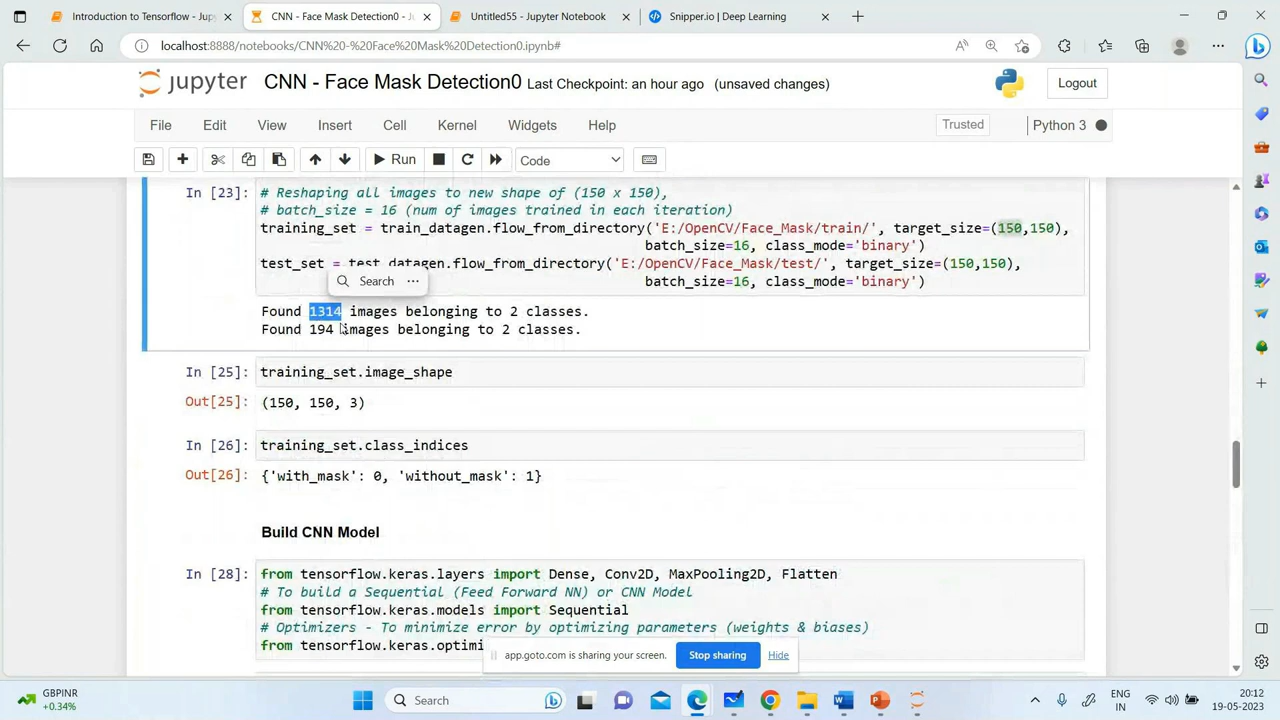 Introduction to Tensorflow - Jupyt
CNN - Face Mask Detection0 - J
Untitled55 - Jupyter Notebook
Snipper.io | Deep Learning
localhost:8888/notebooks/CNN%20-%20Face%20Mask%20Detection0.ipynb#
jupyter CNN - Face Mask Detection0 Last Checkpoint: an hour ago (unsaved changes)
Logout
File Edit View Insert Cell Kernel Widgets Help
Trusted Python 3
Run Code
In [23]: # Reshaping all images to new shape of (150 x 150),
# batch_size = 16 (num of images trained in each iteration)
training_set = train_datagen.flow_from_directory('E:/OpenCV/Face_Mask/train/', target_size=(150,150),
batch_size=16, class_mode='binary')
test_set = test_datagen.flow_from_directory('E:/OpenCV/Face_Mask/test/', target_size=(150,150),
Search ...
batch_size=16, class_mode='binary')
Found 1314 images belonging to 2 classes.
Found 194 images belonging to 2 classes.
In [25]: training_set.image_shape
Out[25]: (150, 150, 3)
In [26]: training_set.class_indices
Out[26]: {'with_mask': 0, 'without_mask': 1}
Build CNN Model
In [28]: from tensorflow.keras.layers import Dense, Conv2D, MaxPooling2D, Flatten
# To build a Sequential (Feed Forward NN) or CNN Model
from tensorflow.keras.models import Sequential
# Optimizers - To minimize error by optimizing parameters (weights & biases)
from tensorflow.keras.optimi
app.goto.com is sharing your screen. Stop sharing Hide
GBPINR
+0.34%
Search
ENG
IN
20:12
19-05-2023